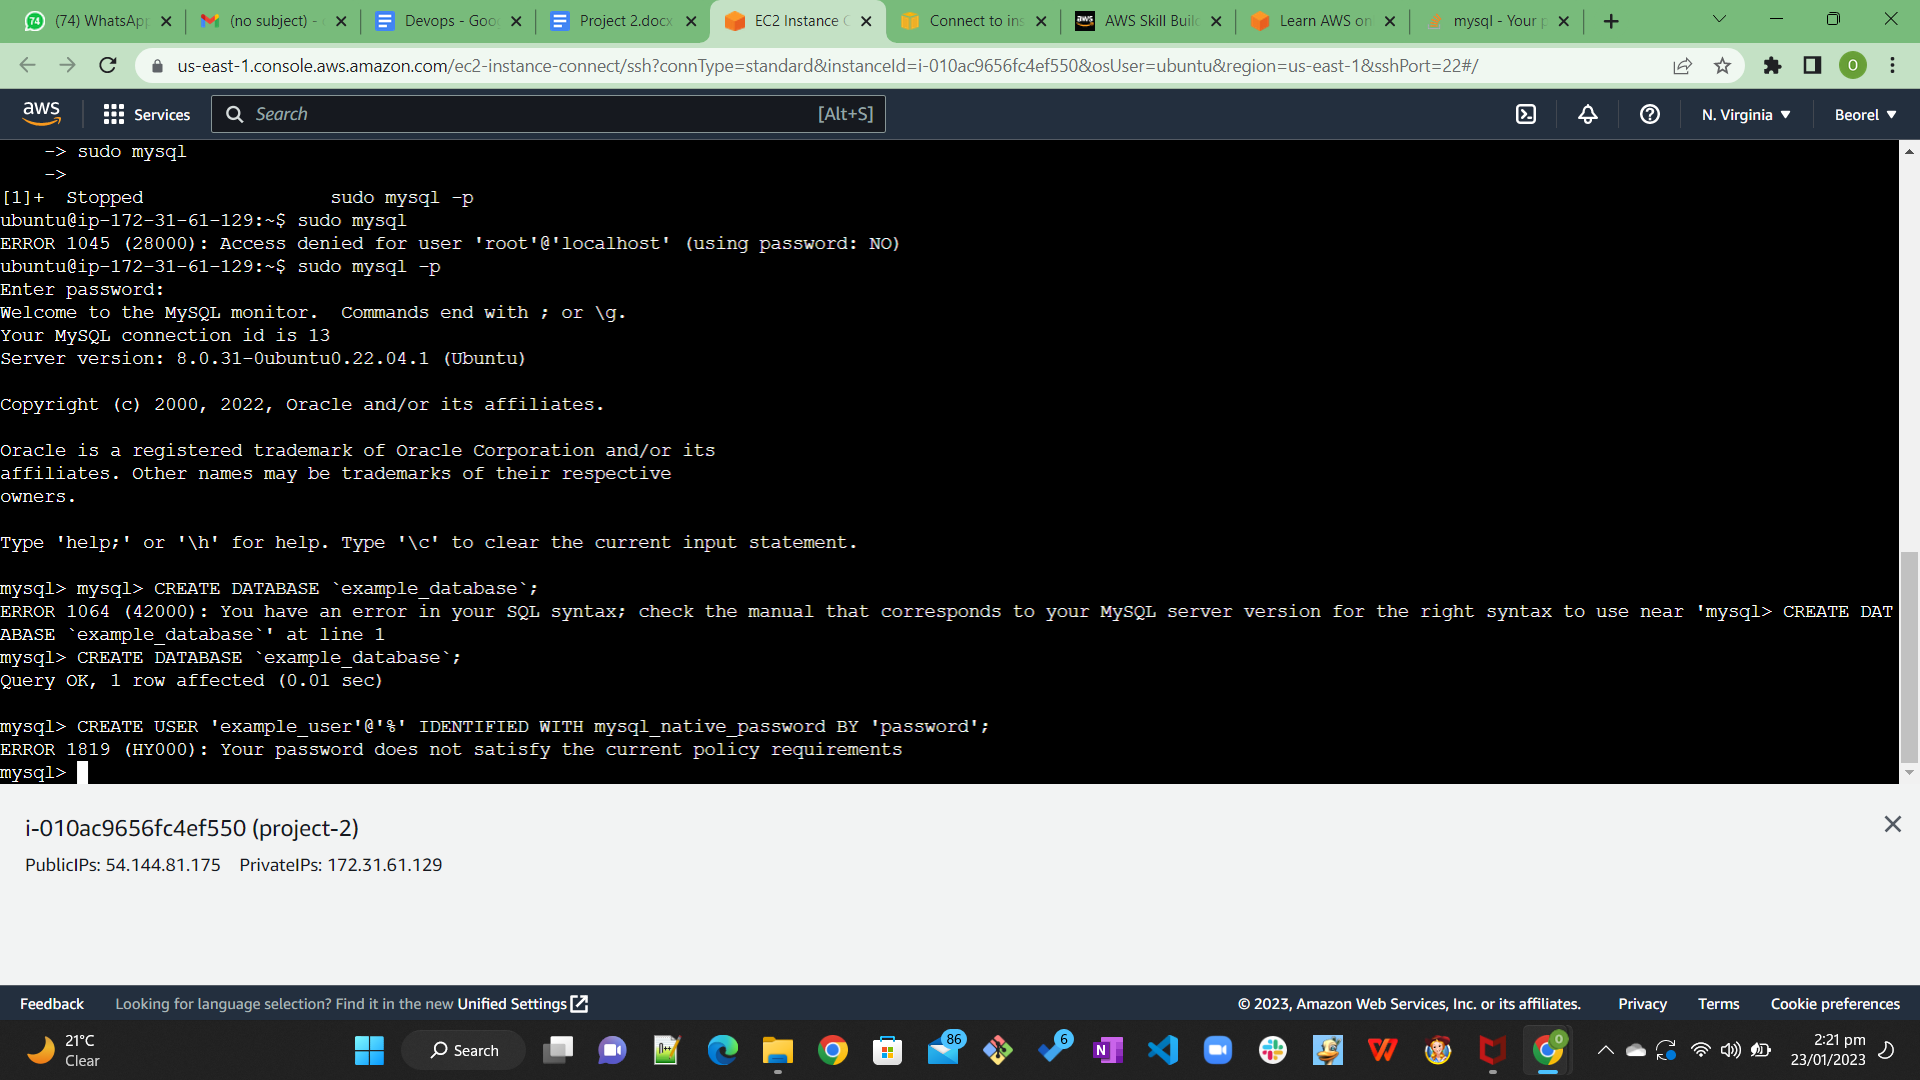 (74) WhatsApp
(no subject) -
Devops - Goo
Project 2.docx
EC2 Instance C
Connect to ins
aws
AWS Skill Buil
Learn AWS on
mysql - Your p
us-east-1.console.aws.amazon.com/ec2-instance-connect/ssh?connType=standard&instanceId=i-010ac9656fc4ef550&osUser=ubuntu&region=us-east-1&sshPort=22#/
O
aws
Services
Search
[Alt+S]
N. Virginia
Beorel
-> sudo mysql
->
[1]+  Stopped                 sudo mysql -p
ubuntu@ip-172-31-61-129:~$ sudo mysql
ERROR 1045 (28000): Access denied for user 'root'@'localhost' (using password: NO)
ubuntu@ip-172-31-61-129:~$ sudo mysql -p
Enter password:
Welcome to the MySQL monitor.  Commands end with ; or \g.
Your MySQL connection id is 13
Server version: 8.0.31-0ubuntu0.22.04.1 (Ubuntu)
Copyright (c) 2000, 2022, Oracle and/or its affiliates.
Oracle is a registered trademark of Oracle Corporation and/or its
affiliates. Other names may be trademarks of their respective
owners.
Type 'help;' or '\h' for help. Type '\c' to clear the current input statement.
mysql> mysql> CREATE DATABASE `example_database`;
ERROR 1064 (42000): You have an error in your SQL syntax; check the manual that corresponds to your MySQL server version for the right syntax to use near 'mysql> CREATE DAT
ABASE `example_database`' at line 1
mysql> CREATE DATABASE `example_database`;
Query OK, 1 row affected (0.01 sec)
mysql> CREATE USER 'example_user'@'%' IDENTIFIED WITH mysql_native_password BY 'password';
ERROR 1819 (HY000): Your password does not satisfy the current policy requirements
mysql>
i-010ac9656fc4ef550 (project-2)
PublicIPs: 54.144.81.175    PrivateIPs: 172.31.61.129
Feedback
Looking for language selection? Find it in the new Unified Settings
© 2023, Amazon Web Services, Inc. or its affiliates.
Privacy
Terms
Cookie preferences
21°C
Clear
Search
86
6
0
2:21 pm
23/01/2023